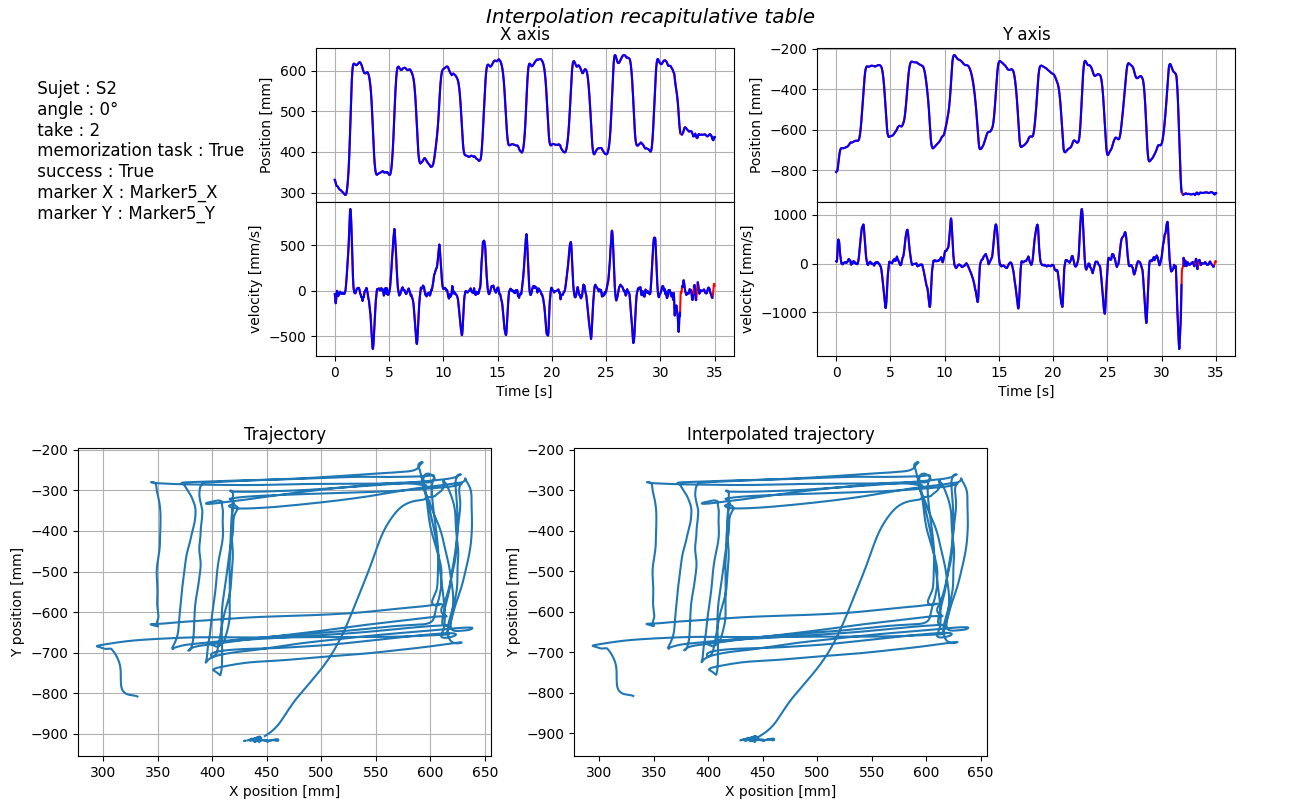 Interpolation recapitulative table
X axis
Y axis
Sujet : S2
angle : 0°
take : 2
memorization task : True
success : True
marker X : Marker5_X
marker Y : Marker5_Y
Position [mm]
600
500
400
300
velocity [mm/s]
500
0
−500
0 5 10 15 20 25 30 35
Time [s]
Position [mm]
−200
−400
−600
−800
velocity [mm/s]
1000
0
−1000
0 5 10 15 20 25 30 35
Time [s]
Trajectory
Y position [mm]
−200
−300
−400
−500
−600
−700
−800
−900
300 350 400 450 500 550 600 650
X position [mm]
Interpolated trajectory
Y position [mm]
−200
−300
−400
−500
−600
−700
−800
−900
300 350 400 450 500 550 600 650
X position [mm]